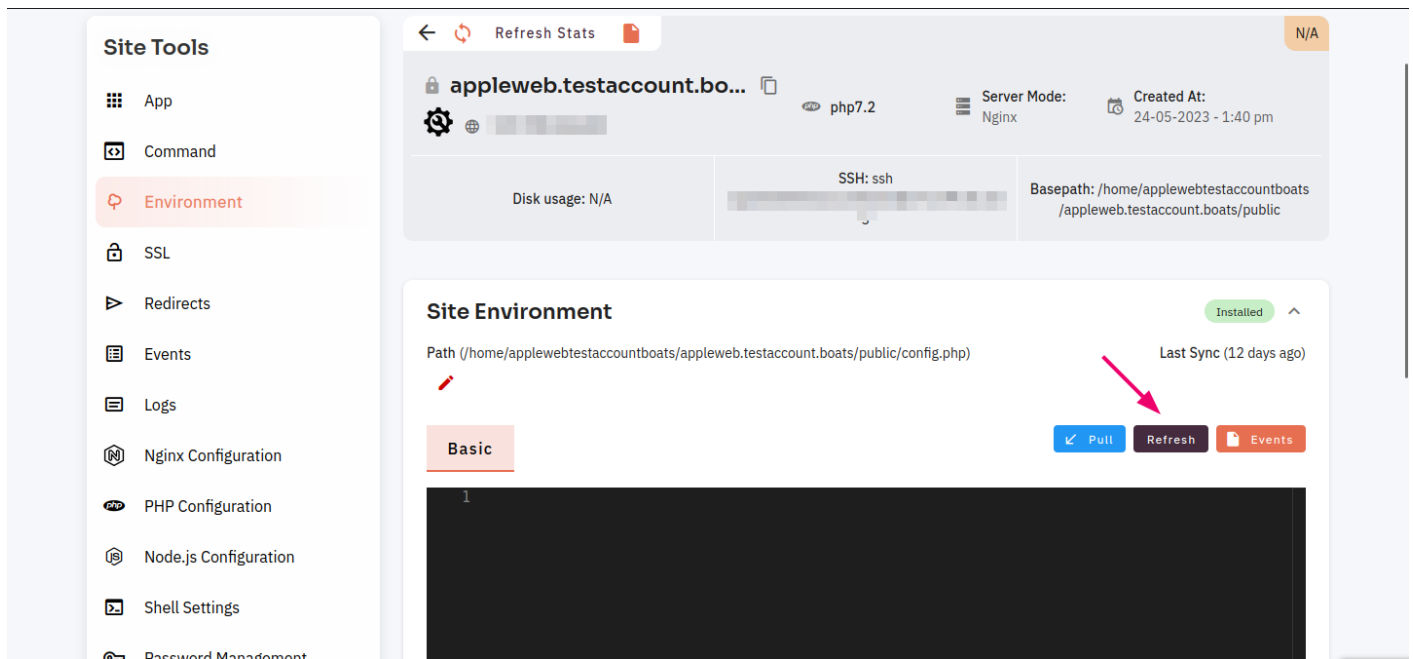 Site Tools
App
Command
Environment
SSL
Redirects
Events
Logs
Nginx Configuration
PHP Configuration
Node.js Configuration
Shell Settings
Password Management
Refresh Stats
N/A
appleweb.testaccount.bo...
php7.2
Server Mode:
Nginx
Created At:
24-05-2023 - 1:40 pm
Disk usage: N/A
SSH: ssh
Basepath: /home/applewebtestaccountboats
/appleweb.testaccount.boats/public
Site Environment
Installed
Path (/home/applewebtestaccountboats/appleweb.testaccount.boats/public/config.php)
Last Sync (12 days ago)
Basic
Pull
Refresh
Events
1